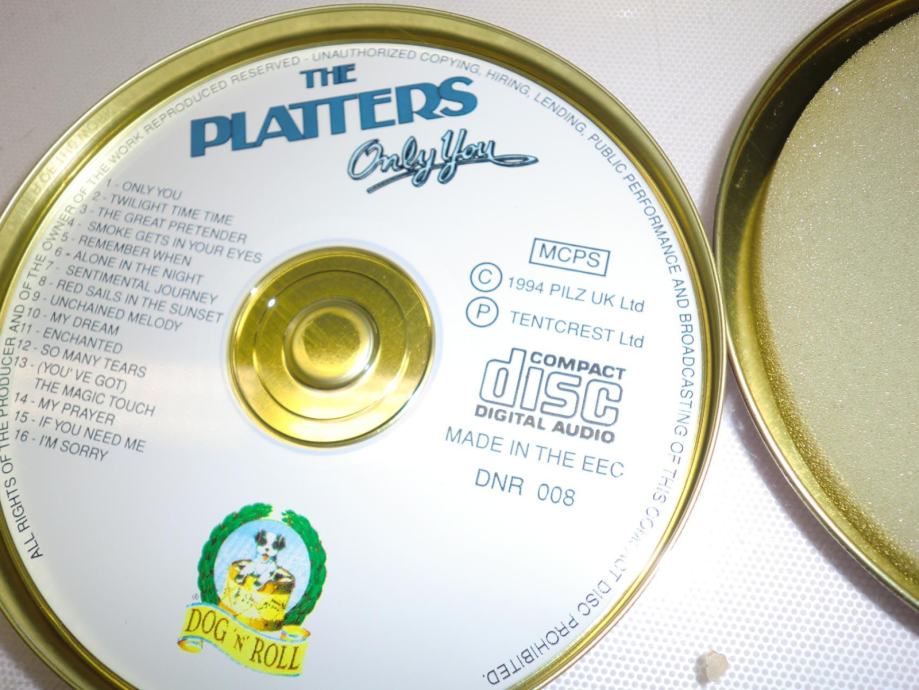 THE
PLATTERS
Only You
1 - ONLY YOU
2 - TWILIGHT TIME TIME
3 - THE GREAT PRETENDER
4 - SMOKE GETS IN YOUR EYES
5 - REMEMBER WHEN
6 - ALONE IN THE NIGHT
7 - SENTIMENTAL JOURNEY
8 - RED SAILS IN THE SUNSET
9 - UNCHAINED MELODY
10 - MY DREAM
11 - ENCHANTED
12 - SO MANY TEARS
13 - (YOU'VE GOT)
THE MAGIC TOUCH
14 - MY PRAYER
15 - IF YOU NEED ME
16 - I'M SORRY
MCPS
© 1994 PILZ UK Ltd
℗ TENTCREST Ltd
COMPACT
disc
DIGITAL AUDIO
MADE IN THE EEC
DNR 008
®
DOG 'N' ROLL
ALL RIGHTS OF THE PRODUCER AND OF THE OWNER OF THE WORK REPRODUCED RESERVED - UNAUTHORIZED COPYING, HIRING, LENDING, PUBLIC PERFORMANCE AND BROADCASTING OF THIS COMPACT DISC PROHIBITED.